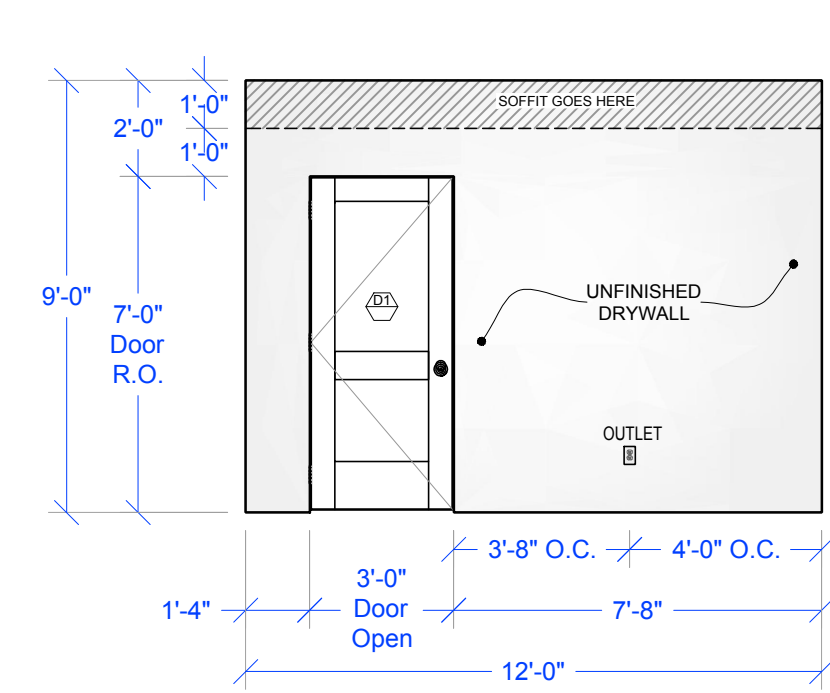 SOFFIT GOES HERE
1'-0"
2'-0"
1'-0"
9'-0"
7'-0"
Door
R.O.
D1
UNFINISHED
DRYWALL
OUTLET
3'-8" O.C.
4'-0" O.C.
1'-4"
3'-0"
Door
Open
7'-8"
12'-0"